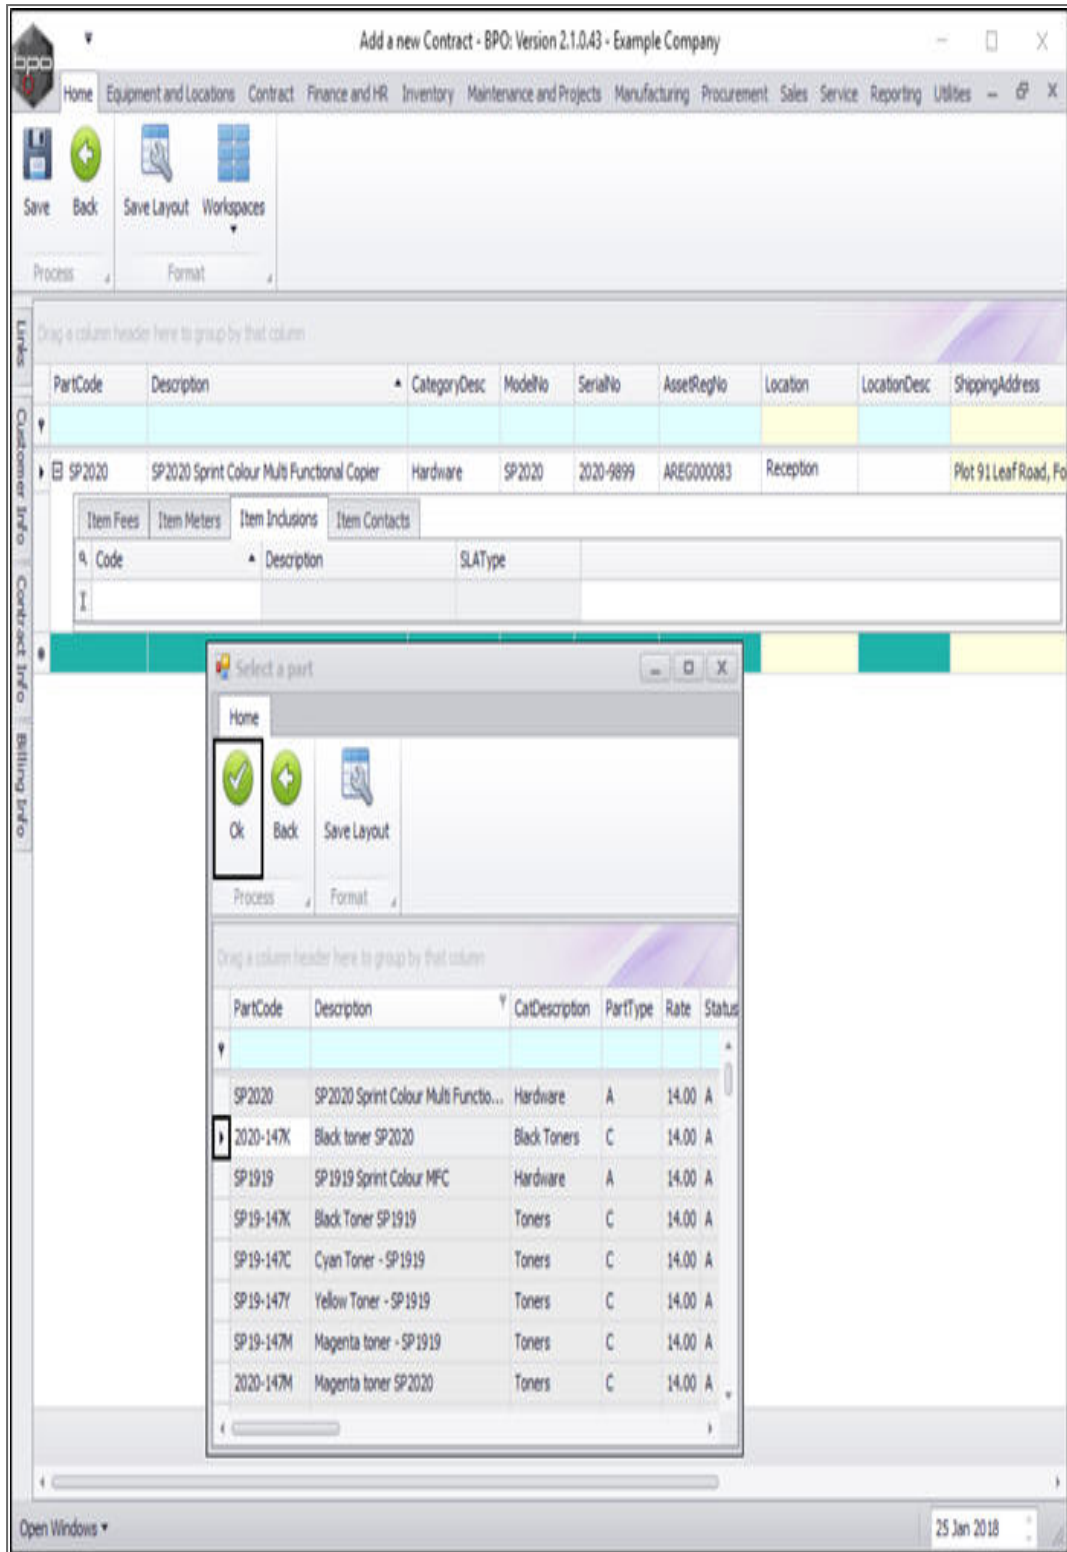 Add a new Contract - BPO: Version 2.1.0.43 - Example Company
bpo
Home Equipment and Locations Contract Finance and HR Inventory Maintenance and Projects Manufacturing Procurement Sales Service Reporting Utilities
Save Back Save Layout Workspaces
Process Format
Links
Customer Info
Contract Info
Billing Info
Drag a column header here to group by that column
PartCode Description CategoryDesc ModelNo SerialNo AssetRegNo Location LocationDesc ShippingAddress
SP2020 SP2020 Sprint Colour Multi Functional Copier Hardware SP2020 2020-9899 AREG000083 Reception Plot 91 Leaf Road, Fo
Item Fees Item Meters Item Inclusions Item Contacts
Code Description SLAType
Select a part
Home
Ok Back Save Layout
Process Format
Drag a column header here to group by that column
PartCode Description CatDescription PartType Rate Status
SP2020 SP2020 Sprint Colour Multi Functio... Hardware A 14.00 A
2020-147K Black toner SP2020 Black Toners C 14.00 A
SP1919 SP1919 Sprint Colour MFC Hardware A 14.00 A
SP19-147K Black Toner SP1919 Toners C 14.00 A
SP19-147C Cyan Toner - SP1919 Toners C 14.00 A
SP19-147Y Yellow Toner - SP1919 Toners C 14.00 A
SP19-147M Magenta toner - SP1919 Toners C 14.00 A
2020-147M Magenta toner SP2020 Toners C 14.00 A
Open Windows 25 Jan 2018